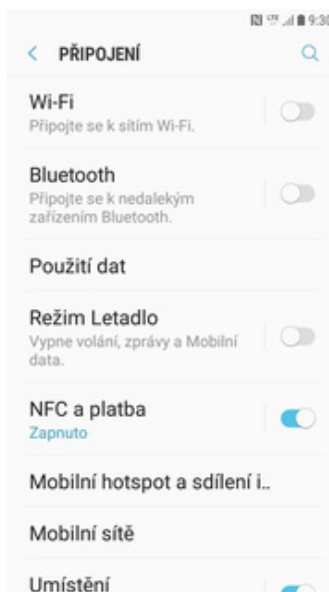 LTE 9:30
PŘIPOJENÍ
Wi-Fi
Připojte se k sítím Wi-Fi.
Bluetooth
Připojte se k nedalekým
zařízením Bluetooth.
Použití dat
Režim Letadlo
Vypne volání, zprávy a Mobilní
data.
NFC a platba
Zapnuto
Mobilní hotspot a sdílení i..
Mobilní sítě
Umístění